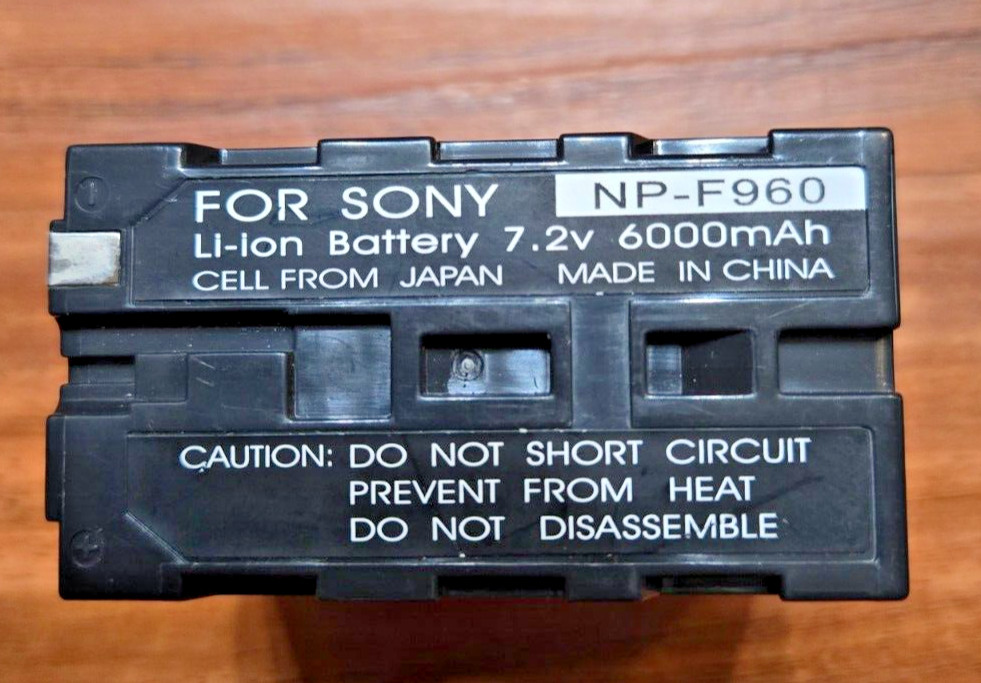 FOR SONY NP-F960
Li-ion Battery 7.2v 6000mAh
CELL FROM JAPAN MADE IN CHINA
CAUTION: DO NOT SHORT CIRCUIT
PREVENT FROM HEAT
DO NOT DISASSEMBLE